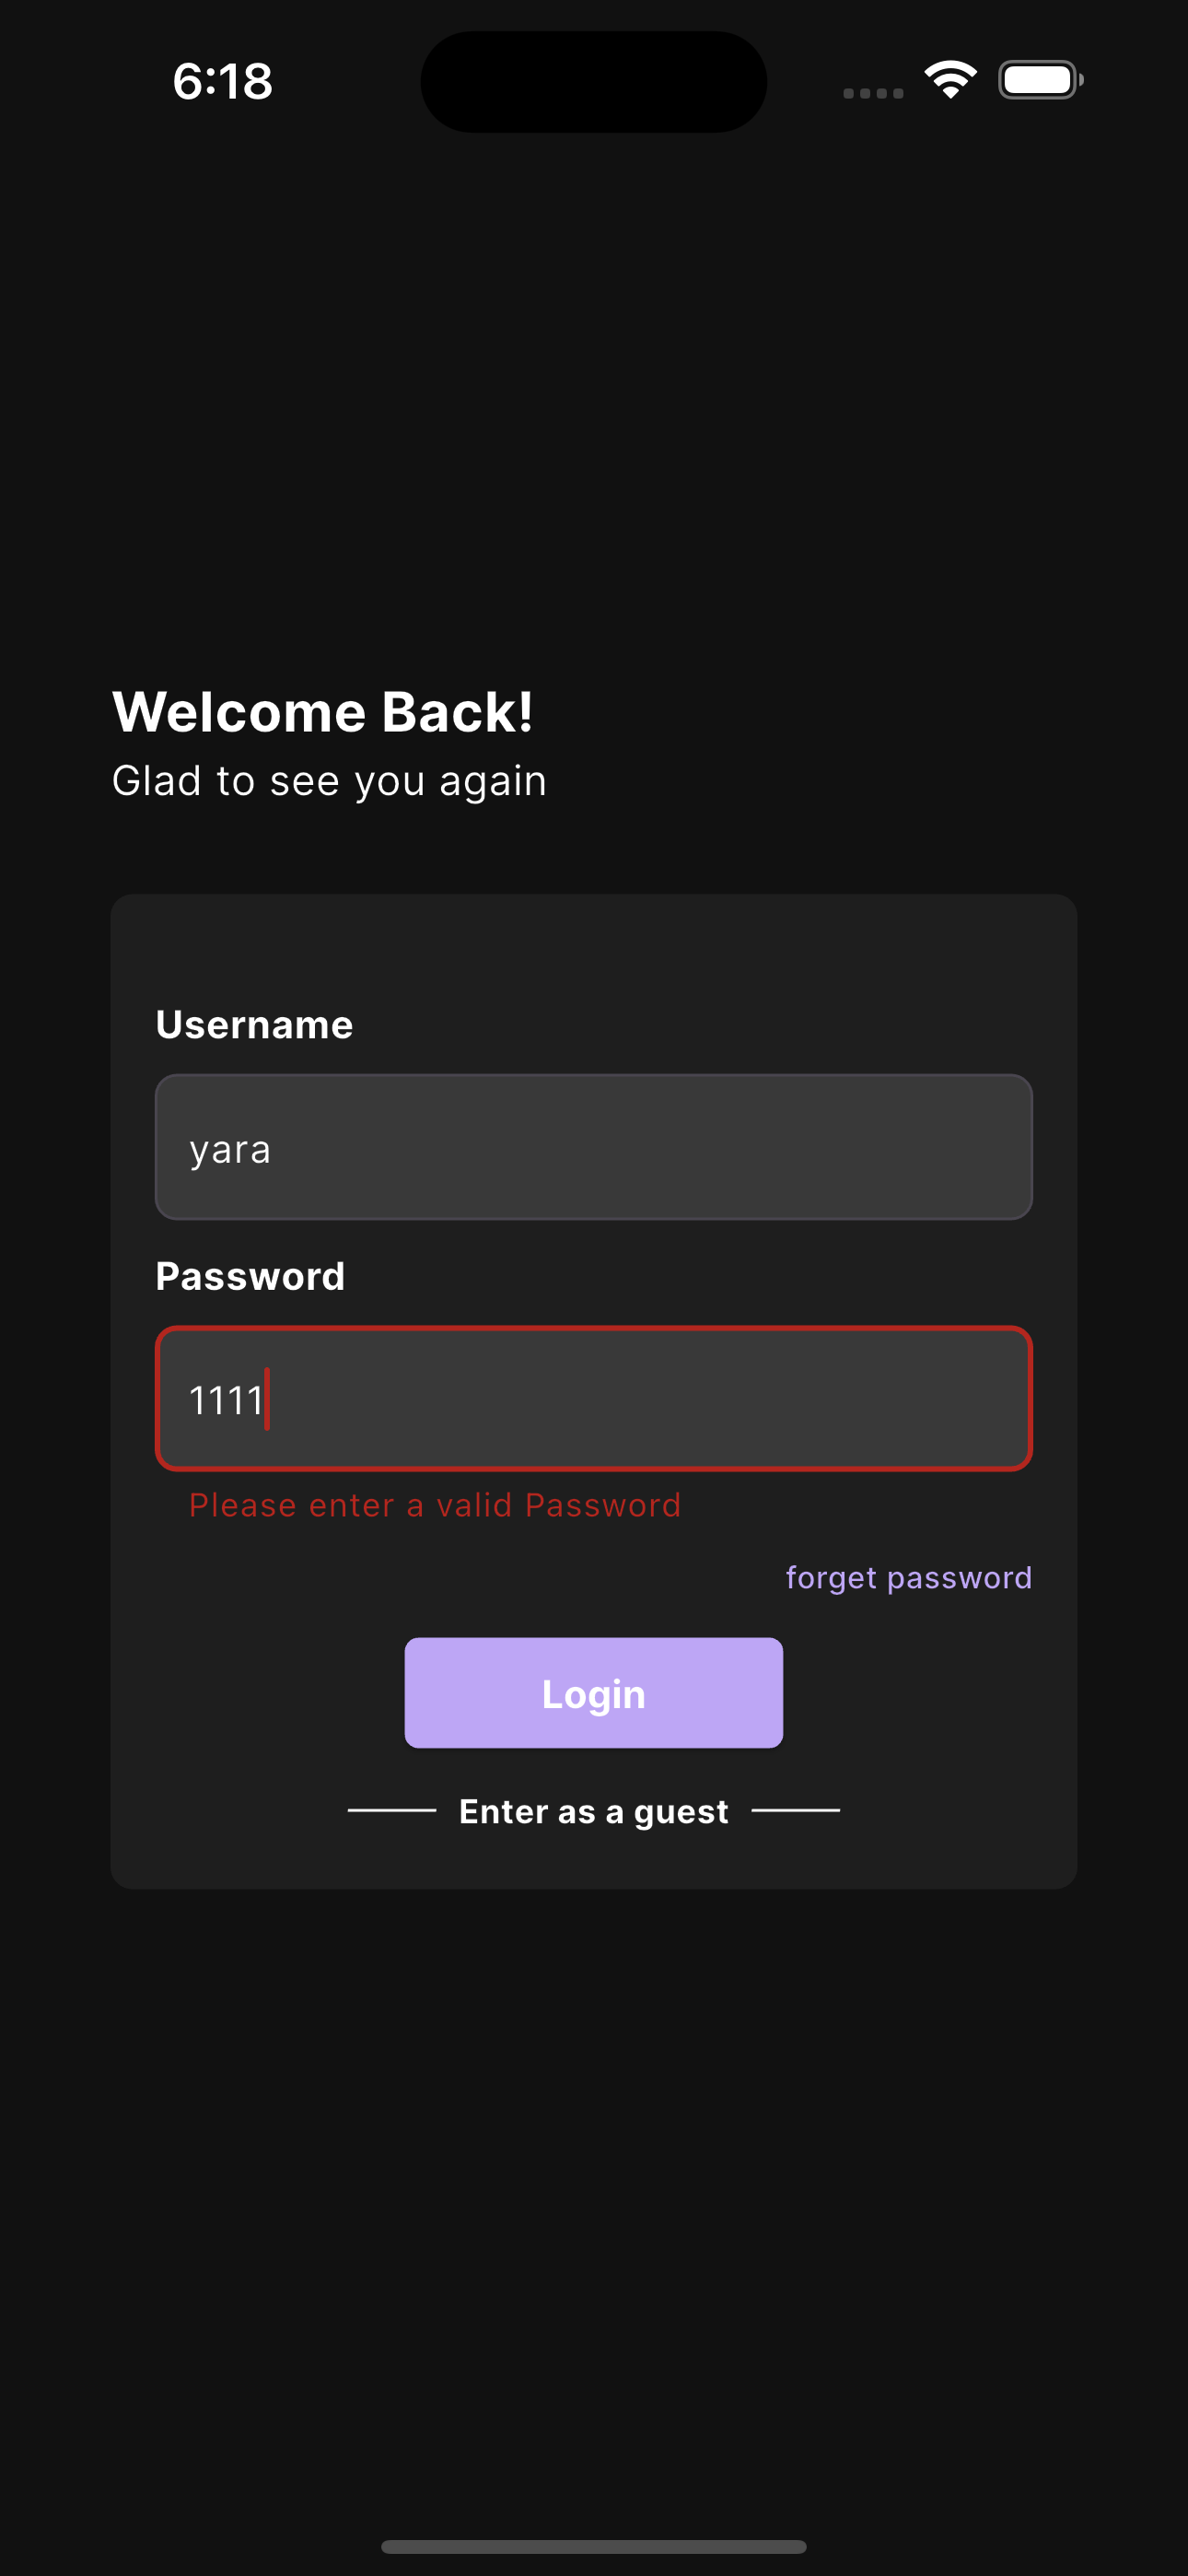 6:18
Welcome Back!
Glad to see you again
Username
yara
Password
1111
Please enter a valid Password
forget password
Login
Enter as a guest